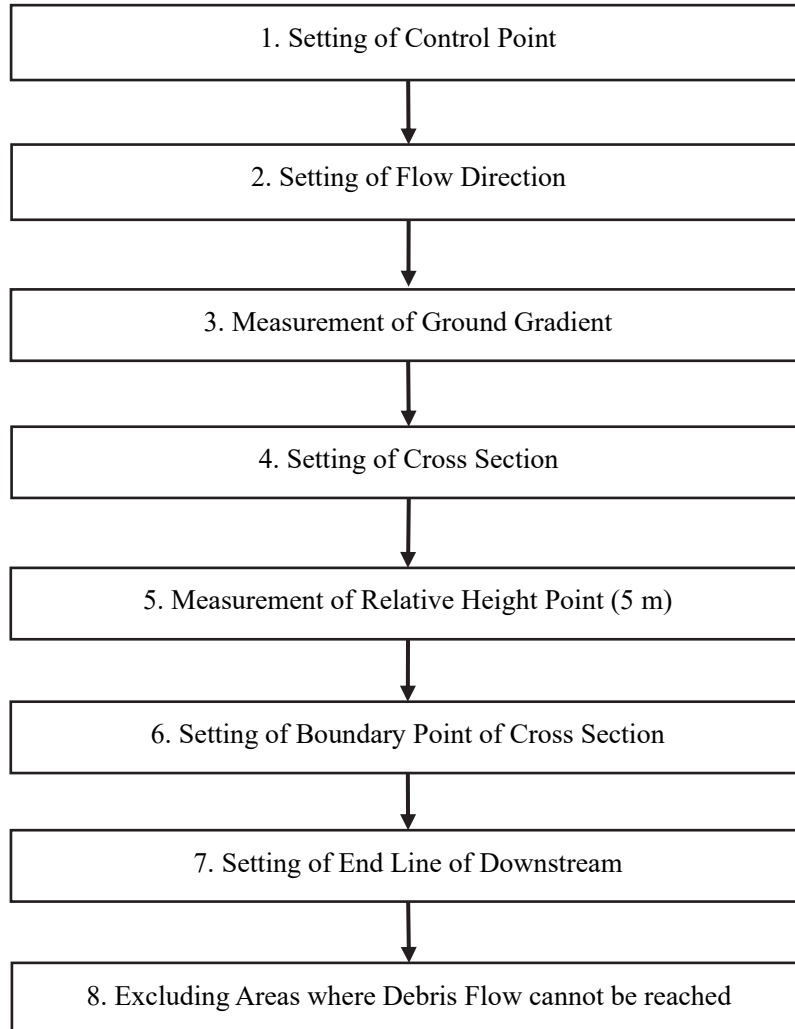 1. Setting of Control Point
2. Setting of Flow Direction
3. Measurement of Ground Gradient
4. Setting of Cross Section
5. Measurement of Relative Height Point (5 m)
6. Setting of Boundary Point of Cross Section
7. Setting of End Line of Downstream
8. Excluding Areas where Debris Flow cannot be reached